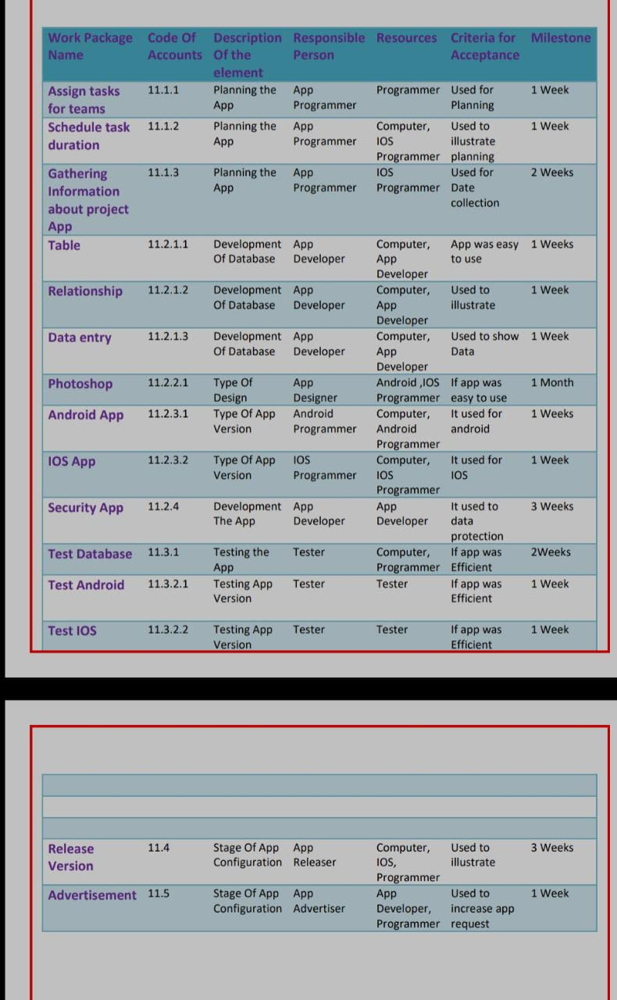 Work Package Code Of Description Responsible Resources Criteria for Milestone
Name Accounts Of the Person Acceptance
element
Assign tasks 11.1.1 Planning the App Programmer Used for 1 Week
for teams App Programmer Planning
Schedule task 11.1.2 Planning the App Computer, Used to 1 Week
duration App Programmer IOS illustrate
Programmer planning
Gathering 11.1.3 Planning the App IOS Used for 2 Weeks
Information App Programmer Programmer Date
about project collection
App
Table 11.2.1.1 Development App Computer, App was easy 1 Weeks
Of Database Developer App to use
Developer
Relationship 11.2.1.2 Development App Computer, Used to 1 Week
Of Database Developer App illustrate
Developer
Data entry 11.2.1.3 Development App Computer, Used to show 1 Week
Of Database Developer App Data
Developer
Photoshop 11.2.2.1 Type Of App Android ,IOS If app was 1 Month
Design Designer Programmer easy to use
Android App 11.2.3.1 Type Of App Android Computer, It used for 1 Weeks
Version Programmer Android android
Programmer
IOS App 11.2.3.2 Type Of App IOS Computer, It used for 1 Week
Version Programmer IOS IOS
Programmer
Security App 11.2.4 Development App App It used to 3 Weeks
The App Developer Developer data
protection
Test Database 11.3.1 Testing the Tester Computer, If app was 2Weeks
App Programmer Efficient
Test Android 11.3.2.1 Testing App Tester Tester If app was 1 Week
Version Efficient
Test IOS 11.3.2.2 Testing App Tester Tester If app was 1 Week
Version Efficient
Release 11.4 Stage Of App App Computer, Used to 3 Weeks
Version Configuration Releaser IOS, illustrate
Programmer
Advertisement 11.5 Stage Of App App App Used to 1 Week
Configuration Advertiser Developer, increase app
Programmer request